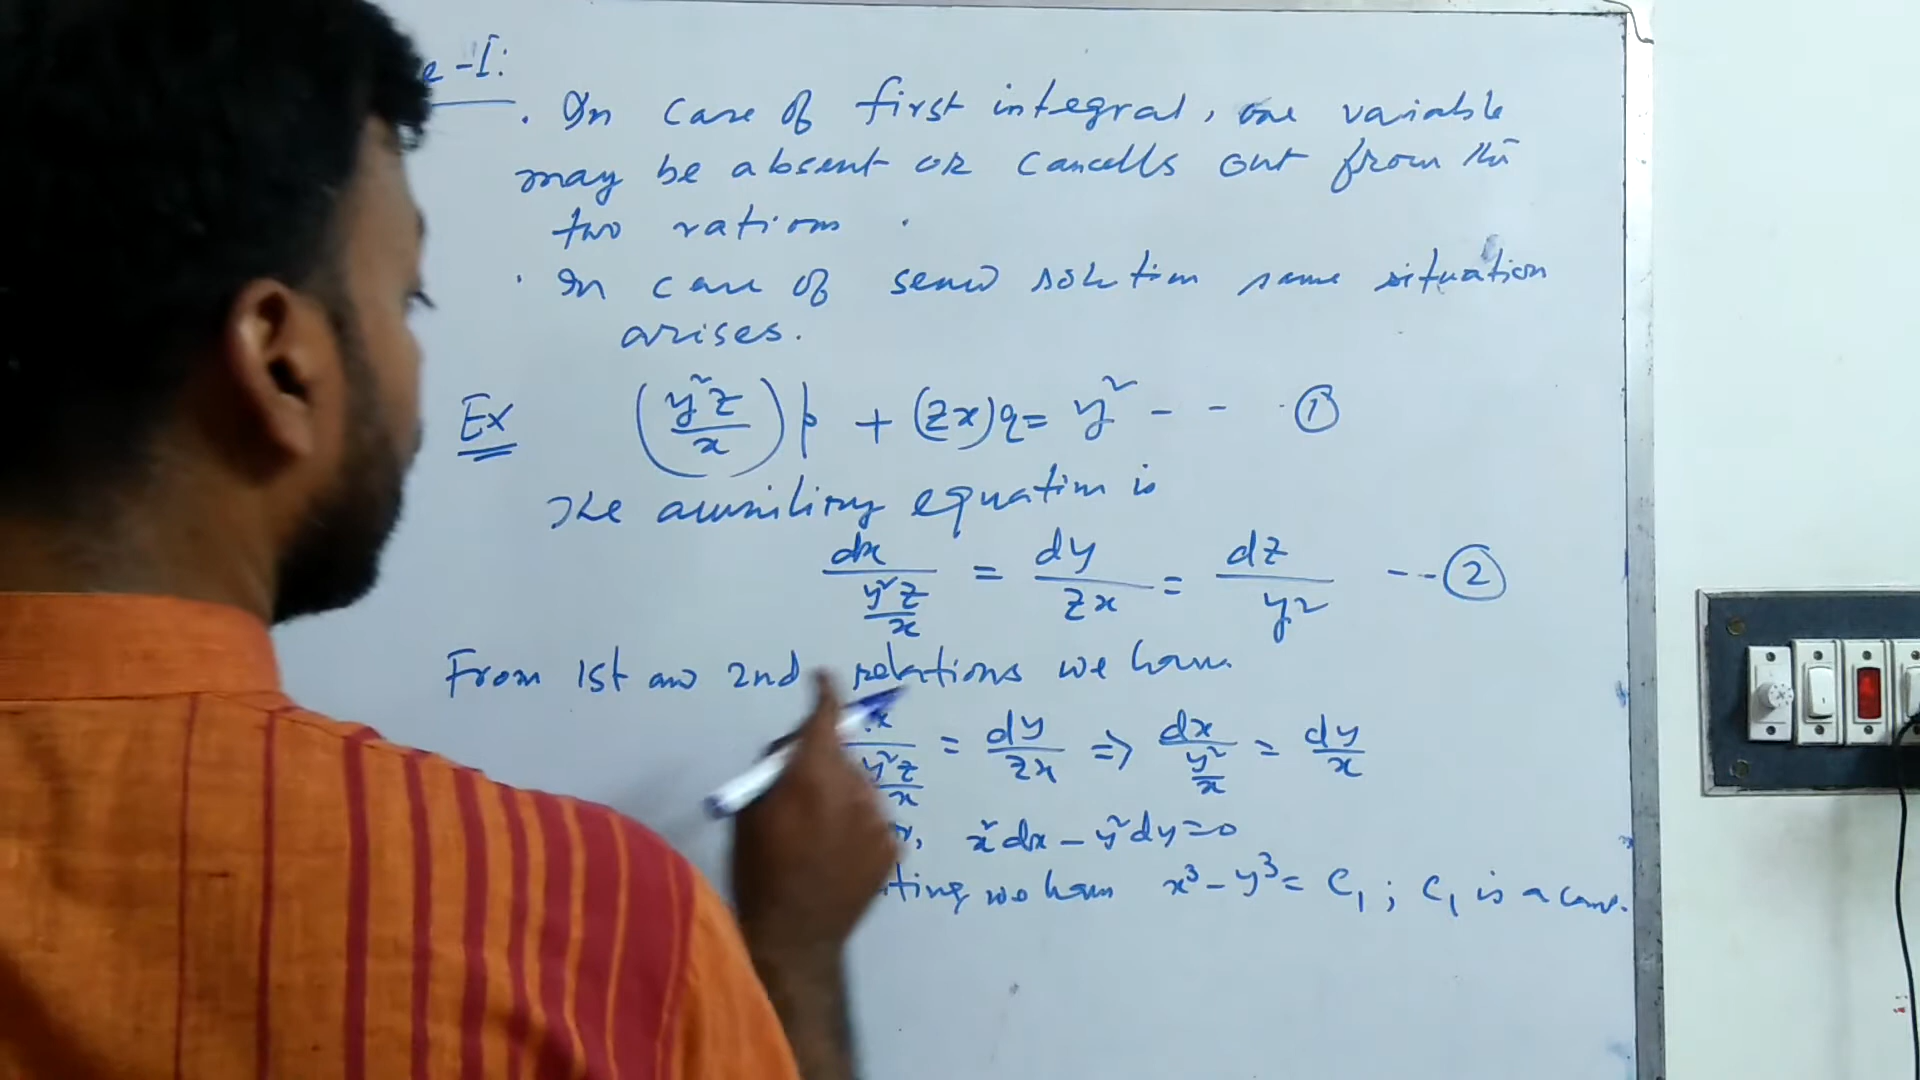 e-I:
. In case of first integral, one variable
may be absent or cancells out from the
two rations.
. In case of second solution same situation
arises.
Ex (y²z/x)p + (zx)q = y² - - ①
The auxiliary equation is
dx/(y²z/x) = dy/zx = dz/y² --②
From 1st and 2nd relations we have
x/(y²z/x) = dy/zx ⇒ dx/(y²/x) = dy/x
r, x²dx - y²dy = 0
ting we have x³ - y³ = C₁ ; C₁ is a cons.